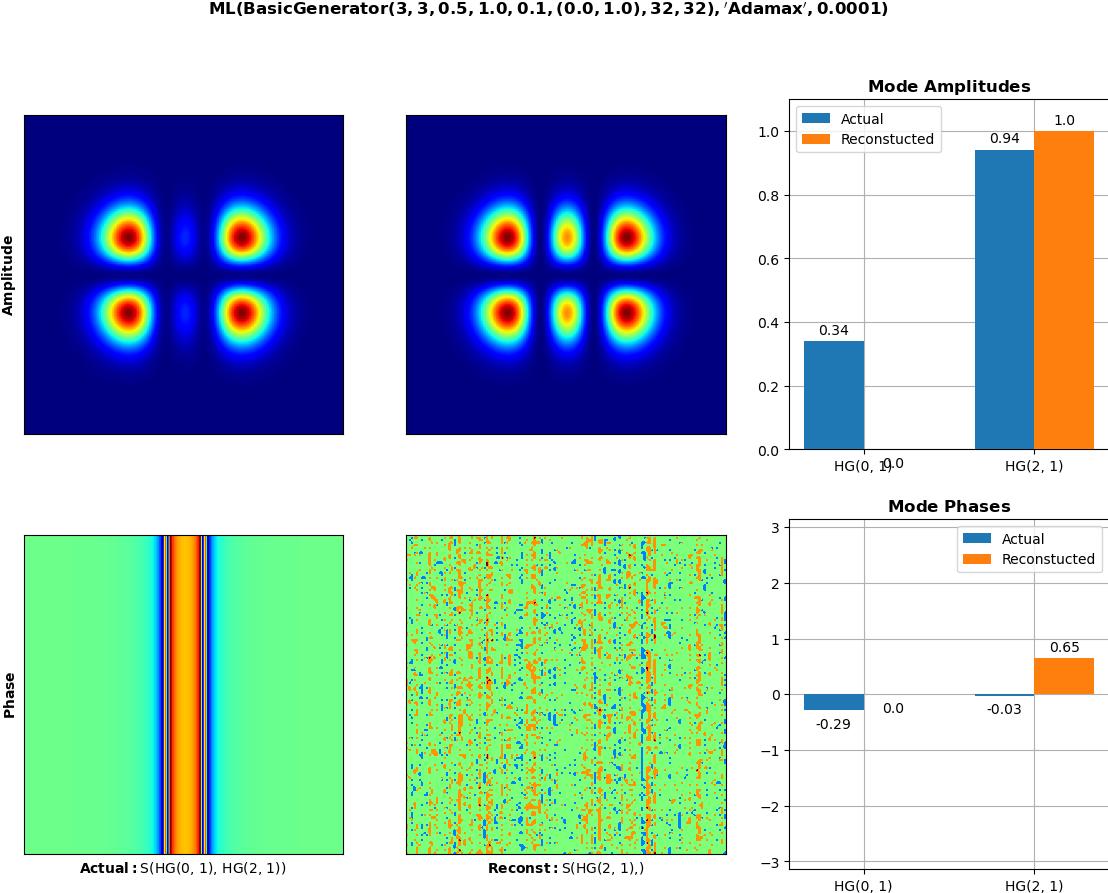 ML(BasicGenerator(3, 3, 0.5, 1.0, 0.1, (0.0, 1.0), 32, 32), 'Adamax', 0.0001)
Amplitude
Mode Amplitudes
Actual
Reconstucted
1.0
0.8
0.6
0.4
0.2
0.0
0.34
0.0
0.94
1.0
HG(0, 1)
HG(2, 1)
Phase
Actual: S(HG(0, 1), HG(2, 1))
Reconst: S(HG(2, 1),)
Mode Phases
Actual
Reconstucted
3
2
1
0
−1
−2
−3
-0.29
0.0
-0.03
0.65
HG(0, 1)
HG(2, 1)